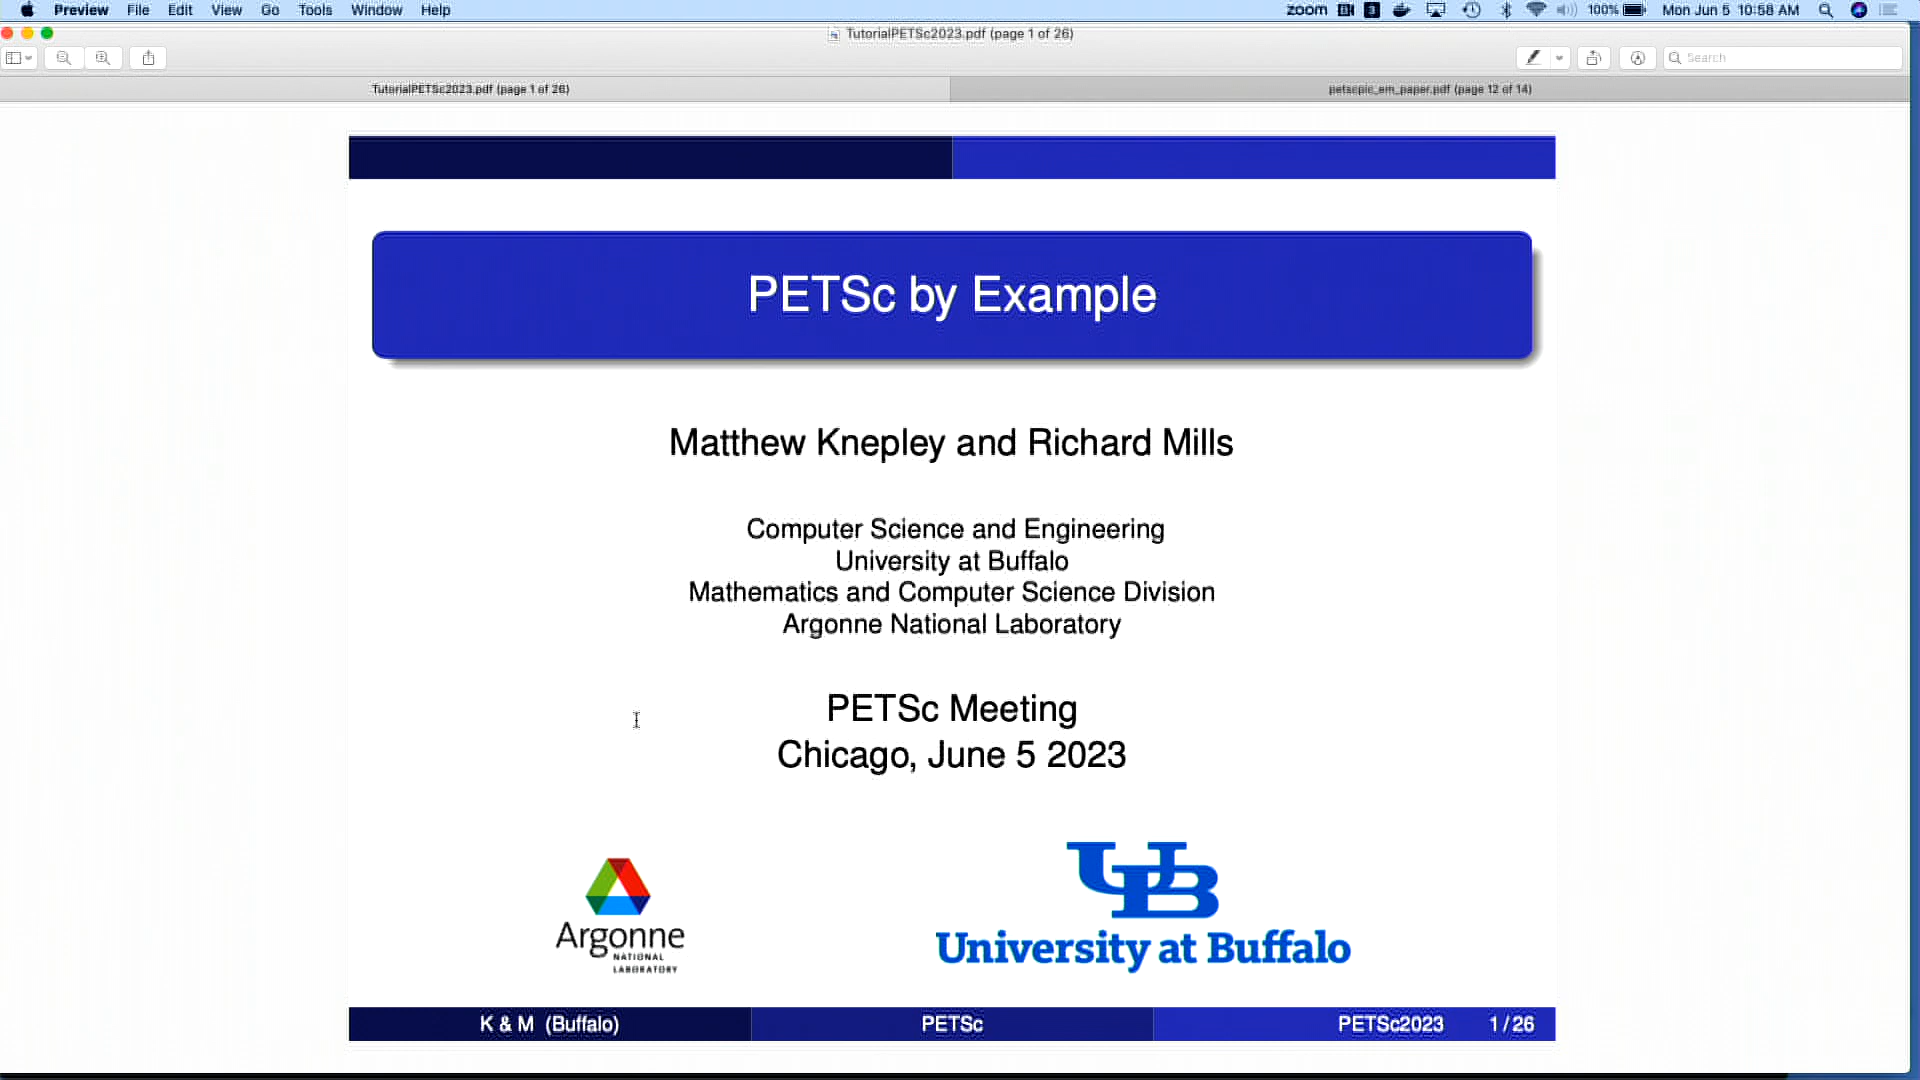 Preview File Edit View Go Tools Window Help zoom 3 100% Mon Jun 5 10:58 AM
TutorialPETSc2023.pdf (page 1 of 26)
Search
TutorialPETSc2023.pdf (page 1 of 26) petscpic_em_paper.pdf (page 12 of 14)
PETSc by Example
Matthew Knepley and Richard Mills
Computer Science and Engineering
University at Buffalo
Mathematics and Computer Science Division
Argonne National Laboratory
PETSc Meeting
Chicago, June 5 2023
Argonne
NATIONAL
LABORATORY
UB
University at Buffalo
K & M (Buffalo) PETSc PETSc2023 1 / 26